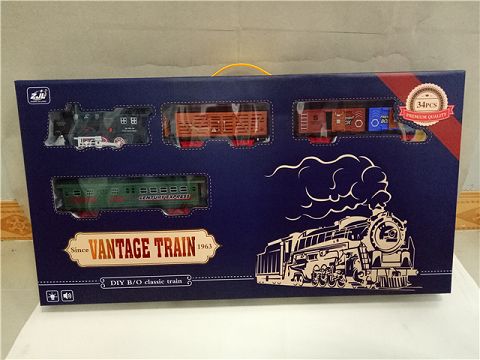 34PCS
PREMIUM QUALITY
CENTURY EXPRESS
Since VANTAGE TRAIN 1963
DIY B/O classic train